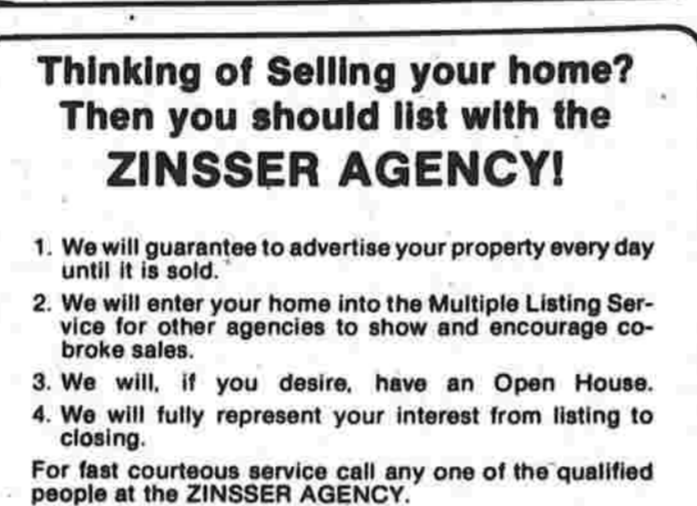 Thinking of Selling your home?
Then you should list with the
ZINSSER AGENCY!
1. We will guarantee to advertise your property every day
until it is sold.
2. We will enter your home into the Multiple Listing Ser-
vice for other agencies to show and encourage co-
broke sales.
3. We will, if you desire, have an Open House.
4. We will fully represent your interest from listing to
closing.
For fast courteous service call any one of the qualified
people at the ZINSSER AGENCY.